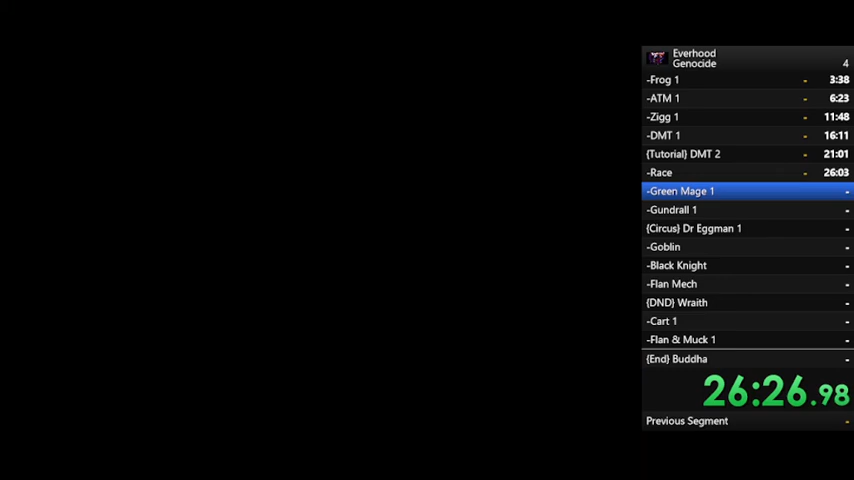 Everhood
Genocide 4
-Frog 1 - 3:38
-ATM 1 - 6:23
-Zigg 1 - 11:48
-DMT 1 - 16:11
{Tutorial} DMT 2 - 21:01
-Race - 26:03
-Green Mage 1 -
-Gundrall 1 -
{Circus} Dr Eggman 1 -
-Goblin -
-Black Knight -
-Flan Mech -
{DND} Wraith -
-Cart 1 -
-Flan & Muck 1 -
{End} Buddha -
26:26.98
Previous Segment -